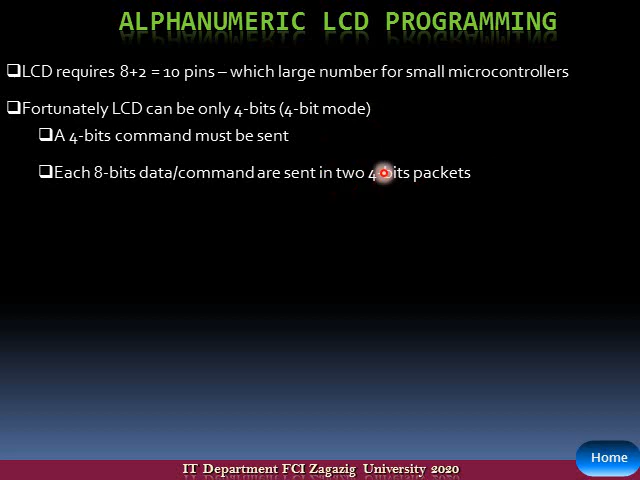 ALPHANUMERIC LCD PROGRAMMING
LCD requires 8+2 = 10 pins – which large number for small microcontrollers
Fortunately LCD can be only 4-bits (4-bit mode)
A 4-bits command must be sent
Each 8-bits data/command are sent in two 4-bits packets
Home
IT Department FCI Zagazig University 2020